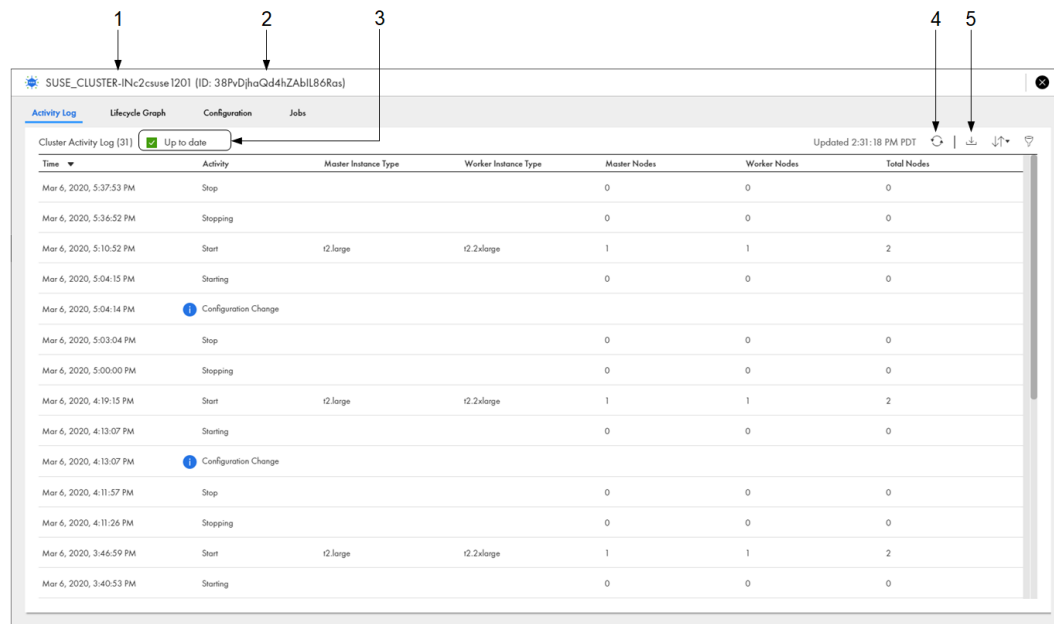 1 2 3 4 5
SUSE_CLUSTER-INc2csuse1201 (ID: 38PvDjhaQd4hZAbIL86Ras)
Activity Log Lifecycle Graph Configuration Jobs
Cluster Activity Log (31) Up to date Updated 2:31:18 PM PDT
Time Activity Master Instance Type Worker Instance Type Master Nodes Worker Nodes Total Nodes
Mar 6, 2020, 5:37:53 PM Stop 0 0 0
Mar 6, 2020, 5:36:52 PM Stopping 0 0 0
Mar 6, 2020, 5:10:52 PM Start t2.large t2.2xlarge 1 1 2
Mar 6, 2020, 5:04:15 PM Starting 0 0 0
Mar 6, 2020, 5:04:14 PM Configuration Change
Mar 6, 2020, 5:03:04 PM Stop 0 0 0
Mar 6, 2020, 5:00:00 PM Stopping 0 0 0
Mar 6, 2020, 4:19:15 PM Start t2.large t2.2xlarge 1 1 2
Mar 6, 2020, 4:13:07 PM Starting 0 0 0
Mar 6, 2020, 4:13:07 PM Configuration Change
Mar 6, 2020, 4:11:57 PM Stop 0 0 0
Mar 6, 2020, 4:11:26 PM Stopping 0 0 0
Mar 6, 2020, 3:46:59 PM Start t2.large t2.2xlarge 1 1 2
Mar 6, 2020, 3:40:53 PM Starting 0 0 0